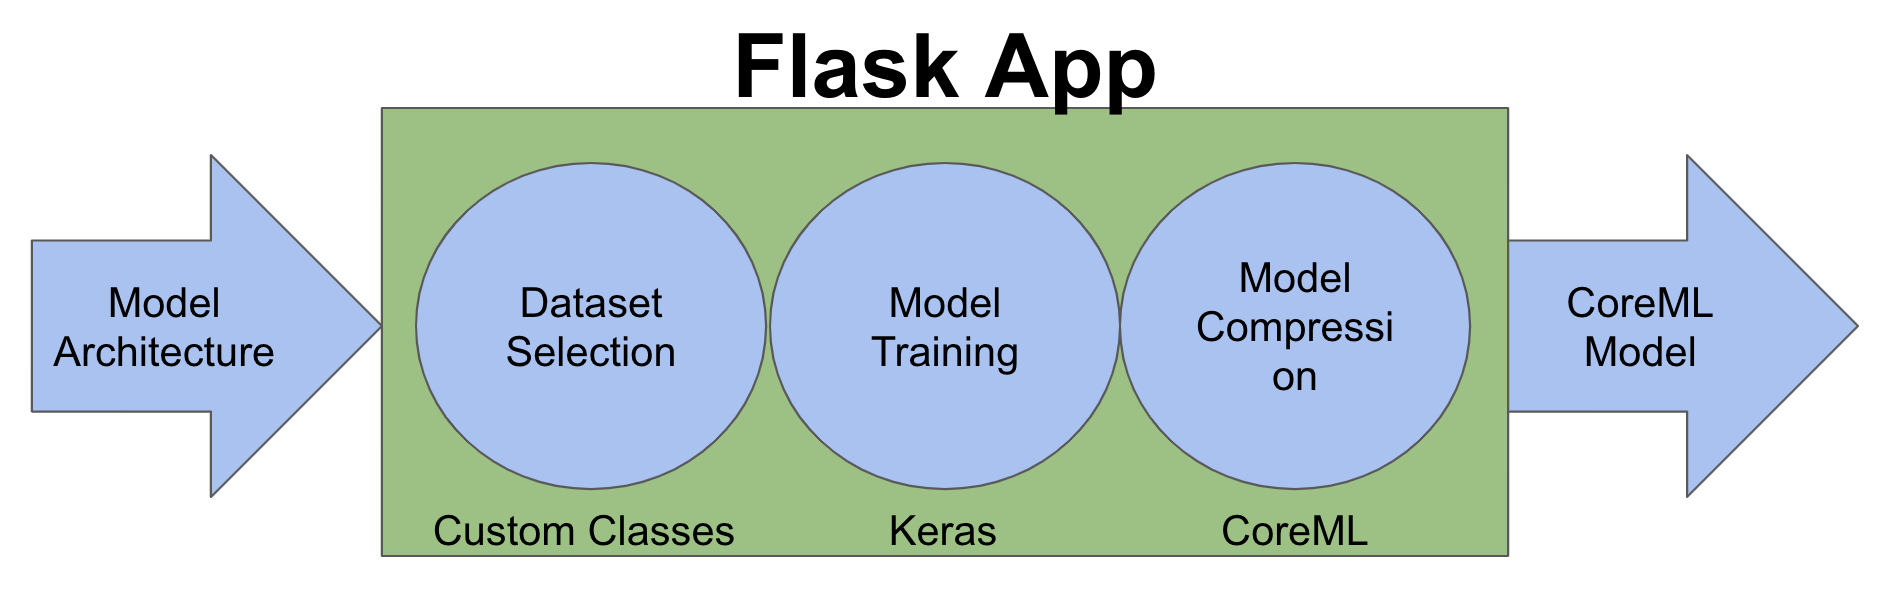 Flask App
Model
Architecture
Dataset
Selection
Model
Training
Model
Compressi
on
CoreML
Model
Custom Classes
Keras
CoreML